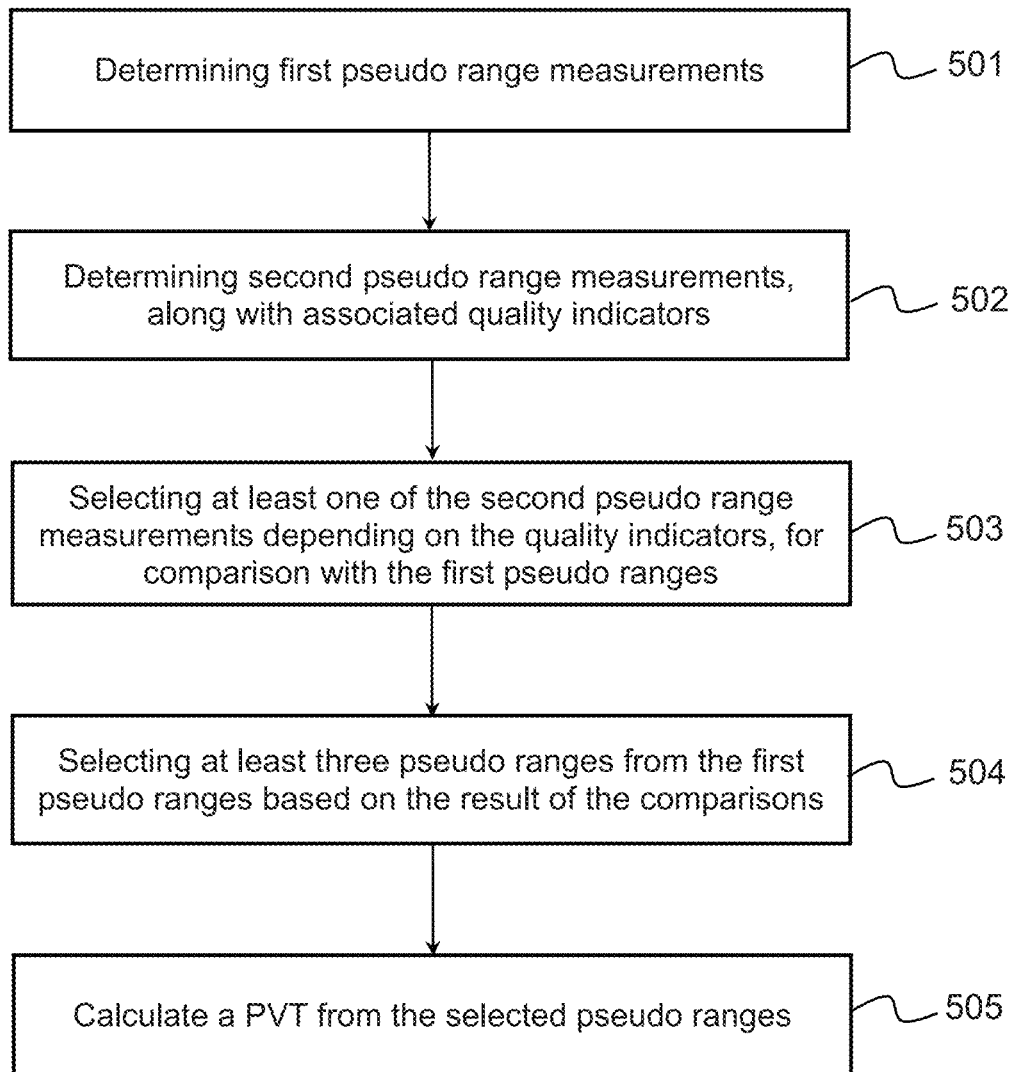 Determining first pseudo range measurements
501
Determining second pseudo range measurements,
along with associated quality indicators
502
Selecting at least one of the second pseudo range
measurements depending on the quality indicators, for
comparison with the first pseudo ranges
503
Selecting at least three pseudo ranges from the first
pseudo ranges based on the result of the comparisons
504
Calculate a PVT from the selected pseudo ranges
505